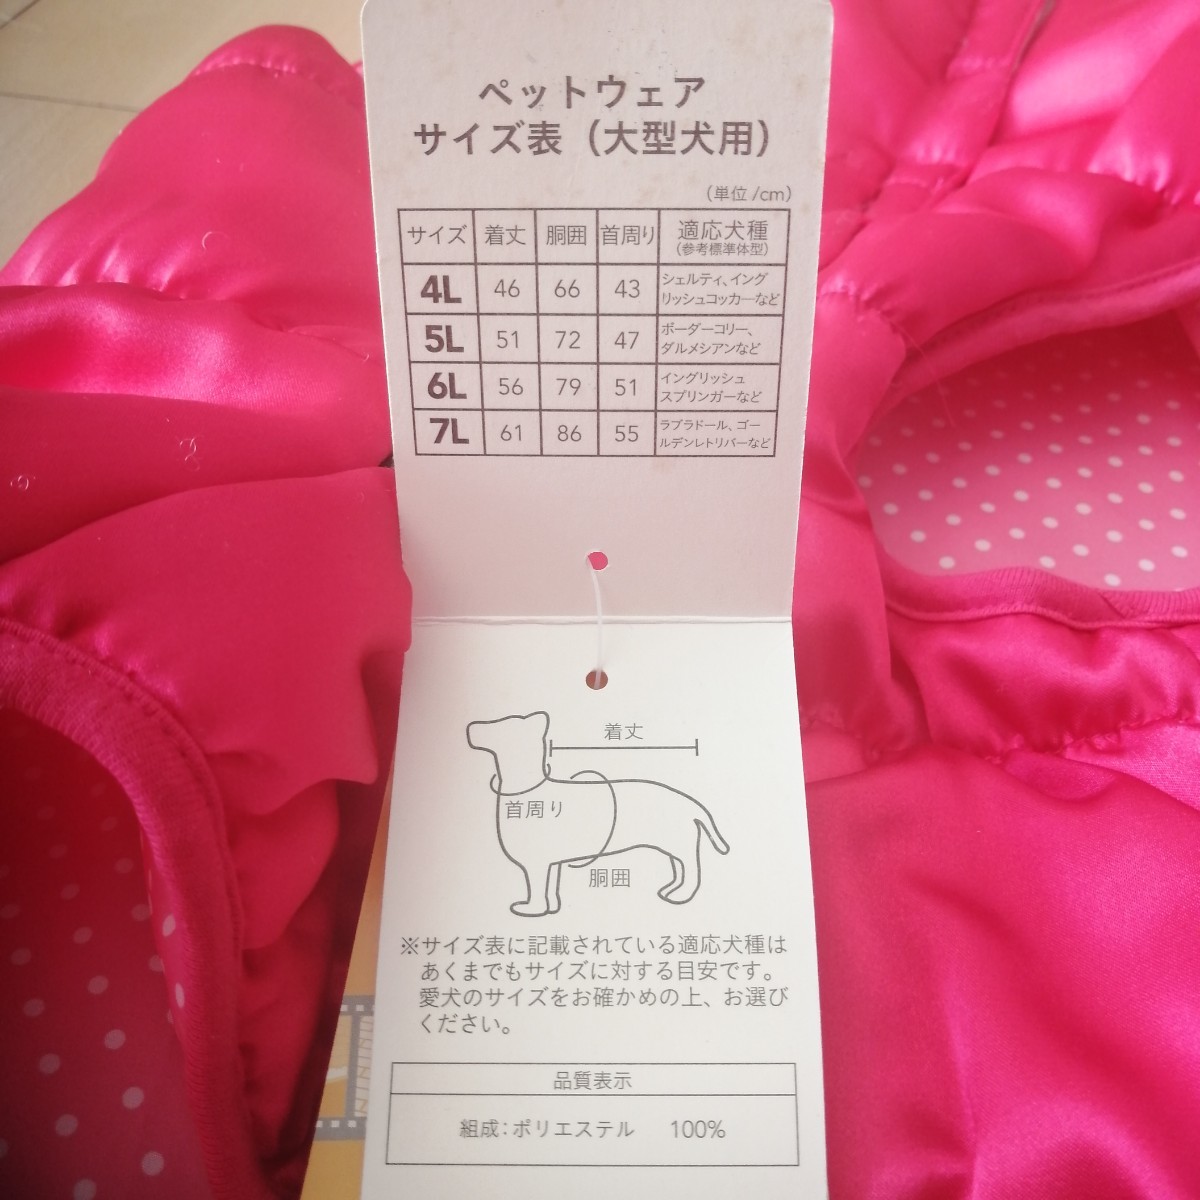 ペットウェア
サイズ表（大型犬用）
（単位/cm）
サイズ 着丈 胴囲 首周り 適応犬種
（参考標準体型）
4L 46 66 43 シェルティ、イング
リッシュコッカーなど
5L 51 72 47 ボーダーコリー、
ダルメシアンなど
6L 56 79 51 イングリッシュ
スプリンガーなど
7L 61 86 55 ラブラドール、ゴー
ルデンレトリバーなど
着丈
首周り
胴囲
※サイズ表に記載されている適応犬種は
あくまでもサイズに対する目安です。
愛犬のサイズをお確かめの上、お選び
ください。
品質表示
組成：ポリエステル 100%